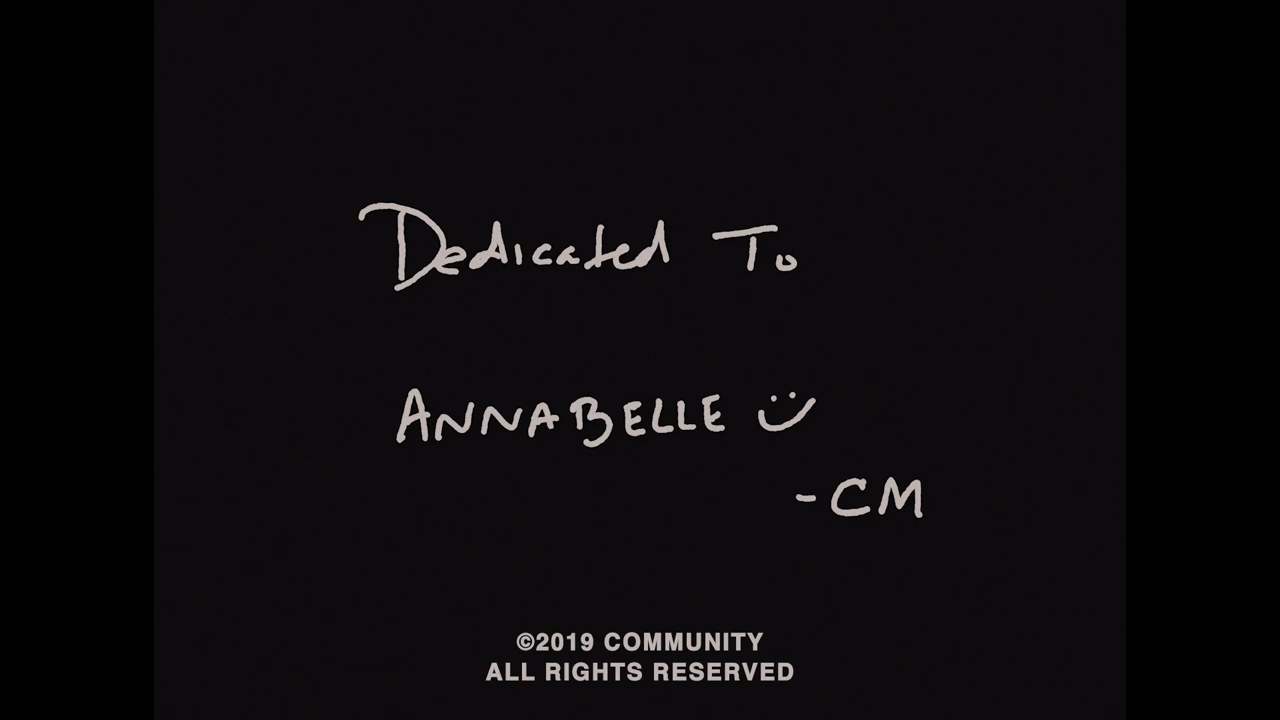 Dedicated To
ANNABELLE
-CM
©2019 COMMUNITY
ALL RIGHTS RESERVED